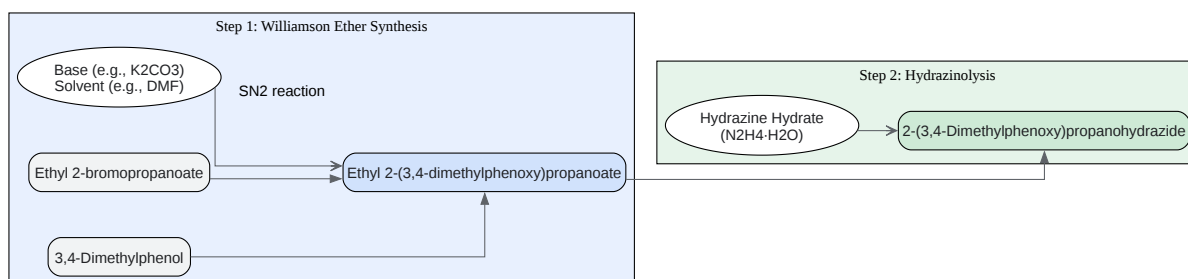 Step 1: Williamson Ether Synthesis
Base (e.g., K2CO3)
Solvent (e.g., DMF)
SN2 reaction
Ethyl 2-bromopropanoate
Ethyl 2-(3,4-dimethylphenoxy)propanoate
3,4-Dimethylphenol
Step 2: Hydrazinolysis
Hydrazine Hydrate
(N2H4·H2O)
2-(3,4-Dimethylphenoxy)propanohydrazide